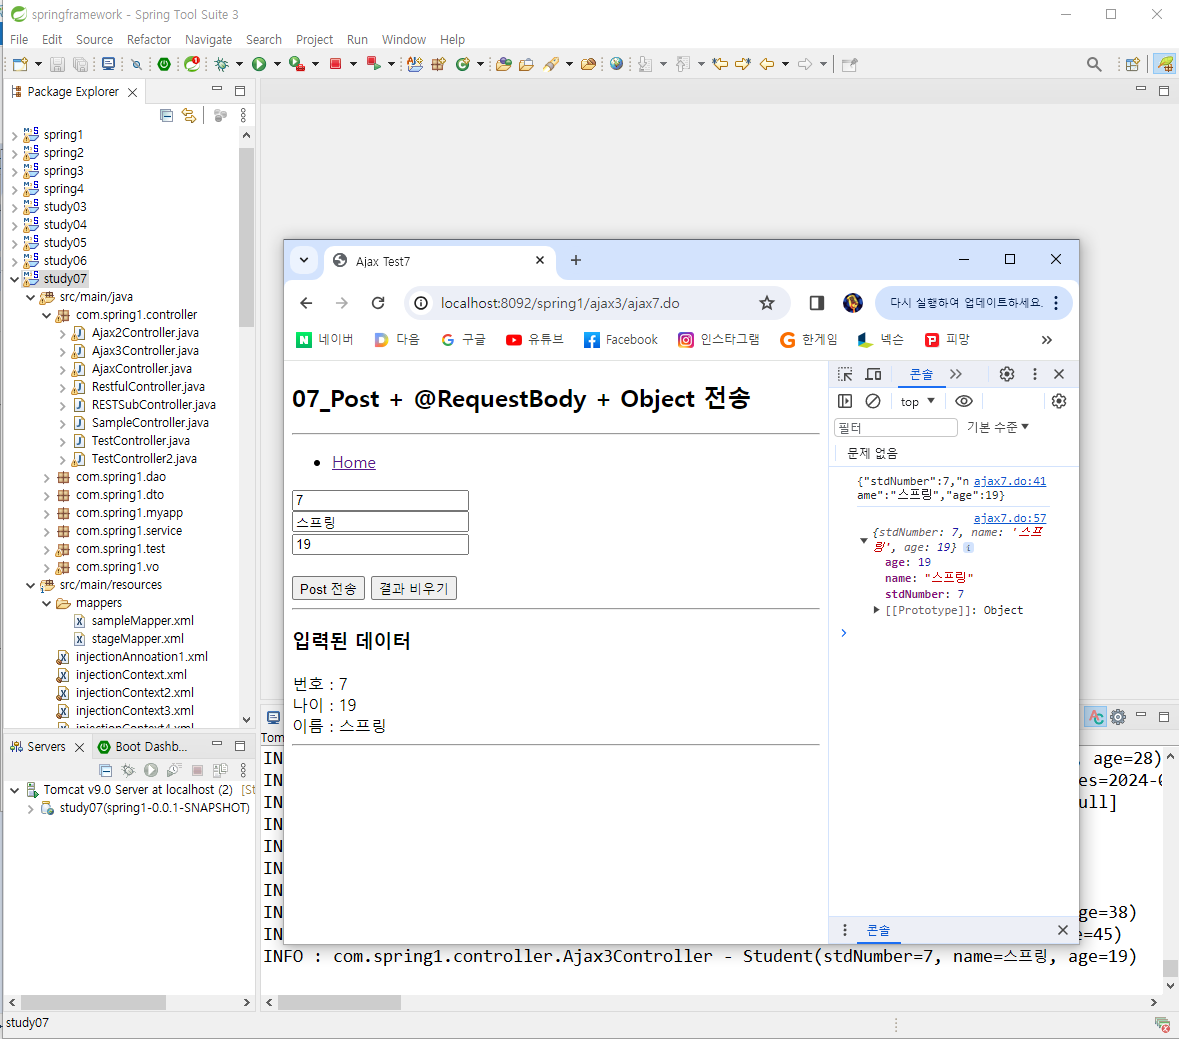 springframework - Spring Tool Suite 3
File Edit Source Refactor Navigate Search Project Run Window Help
Package Explorer
spring1
spring2
spring3
spring4
study03
study04
study05
study06
study07
src/main/java
com.spring1.controller
Ajax2Controller.java
Ajax3Controller.java
AjaxController.java
RestfulController.java
RESTSubController.java
SampleController.java
TestController.java
TestController2.java
com.spring1.dao
com.spring1.dto
com.spring1.myapp
com.spring1.service
com.spring1.test
com.spring1.vo
src/main/resources
mappers
sampleMapper.xml
stageMapper.xml
injectionAnnoation1.xml
injectionContext.xml
injectionContext2.xml
injectionContext3.xml
injectionContext4.xml
Servers Boot Dashb...
Tomcat v9.0 Server at localhost (2) [St
study07(spring1-0.0.1-SNAPSHOT)
Ajax Test7
localhost:8092/spring1/ajax3/ajax7.do
다시 실행하여 업데이트하세요.
네이버 다음 구글 유튜브 Facebook 인스타그램 한게임 넥슨 피망
07_Post + @RequestBody + Object 전송
Home
7
스프링
19
Post 전송 결과 비우기
입력된 데이터
번호 : 7
나이 : 19
이름 : 스프링
콘솔
top
필터 기본 수준
문제 없음
{"stdNumber":7,"n ajax7.do:41
ame":"스프링","age":19}
ajax7.do:57
{stdNumber: 7, name: '스프
링', age: 19}
age: 19
name: "스프링"
stdNumber: 7
[[Prototype]]: Object
콘솔
Tom
IN , age=28)
IN es=2024-0
IN ull]
IN
IN
IN
IN
IN ge=38)
IN e=45)
INFO : com.spring1.controller.Ajax3Controller - Student(stdNumber=7, name=스프링, age=19)
study07